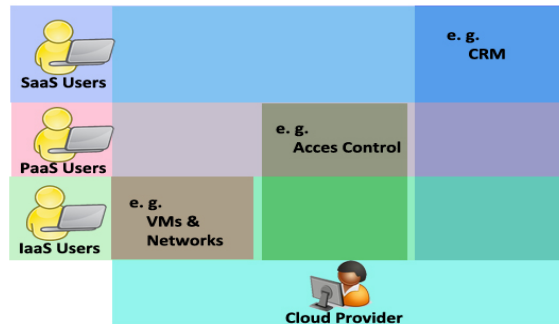 e. g.
CRM
SaaS Users
e. g.
Acces Control
PaaS Users
e. g.
VMs &
Networks
IaaS Users
Cloud Provider